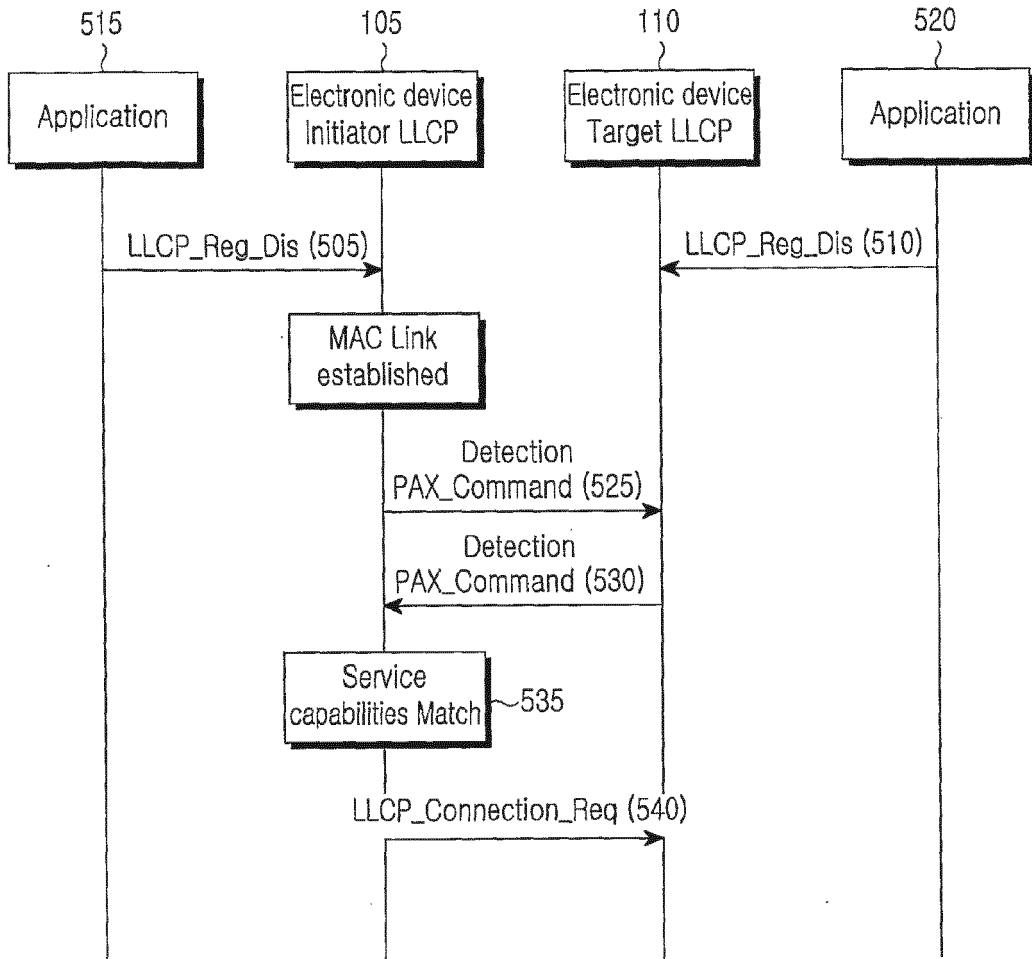 515
105
110
520
Application
Electronic device
Initiator LLCP
Electronic device
Target LLCP
Application
LLCP_Reg_Dis (505)
LLCP_Reg_Dis (510)
MAC Link
established
Detection
PAX_Command (525)
Detection
PAX_Command (530)
Service
capabilities Match
535
LLCP_Connection_Req (540)